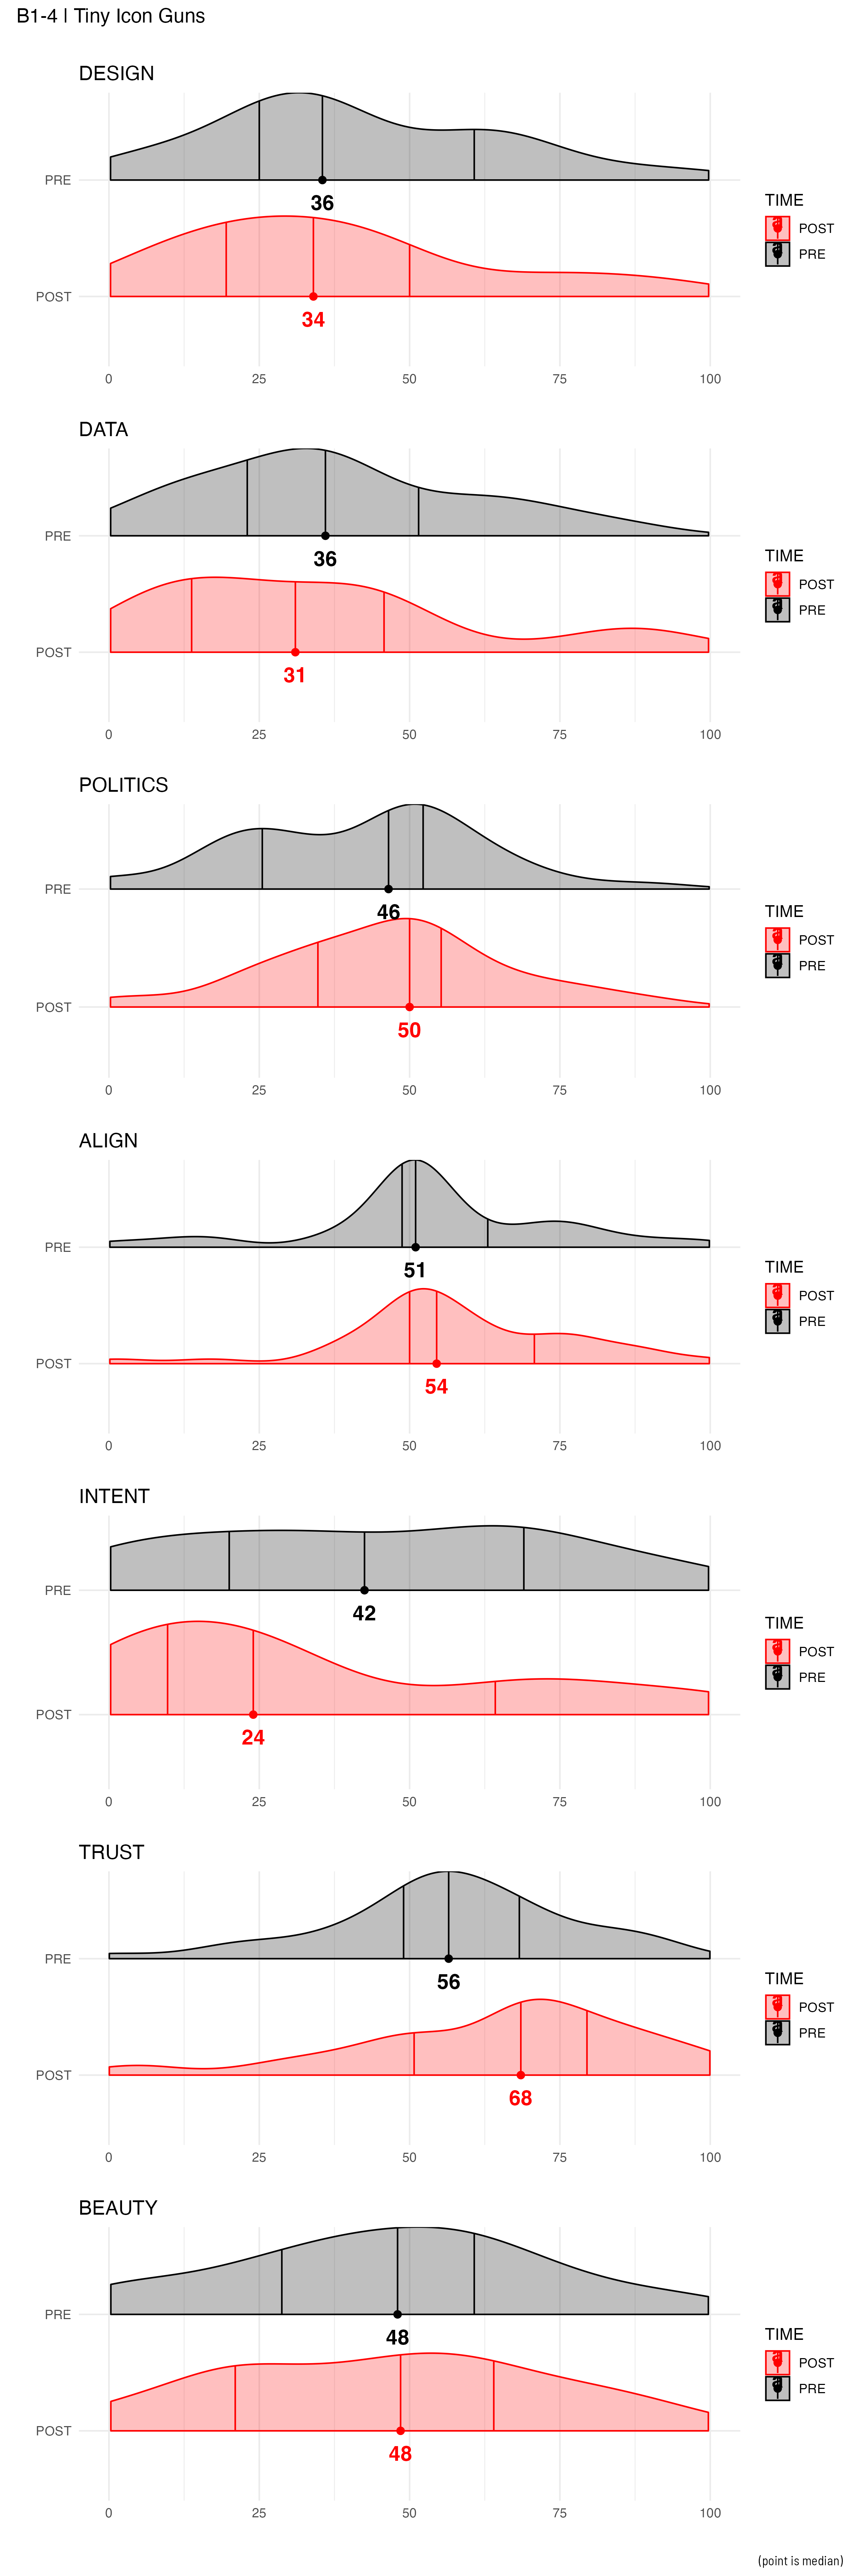 B1-4 | Tiny Icon Guns
DESIGN
PRE
36
POST
34
0 25 50 75 100
TIME
POST
PRE
DATA
PRE
36
POST
31
0 25 50 75 100
TIME
POST
PRE
POLITICS
PRE
46
POST
50
0 25 50 75 100
TIME
POST
PRE
ALIGN
PRE
51
POST
54
0 25 50 75 100
TIME
POST
PRE
INTENT
PRE
42
POST
24
0 25 50 75 100
TIME
POST
PRE
TRUST
PRE
56
POST
68
0 25 50 75 100
TIME
POST
PRE
BEAUTY
PRE
48
POST
48
0 25 50 75 100
TIME
POST
PRE
(point is median)